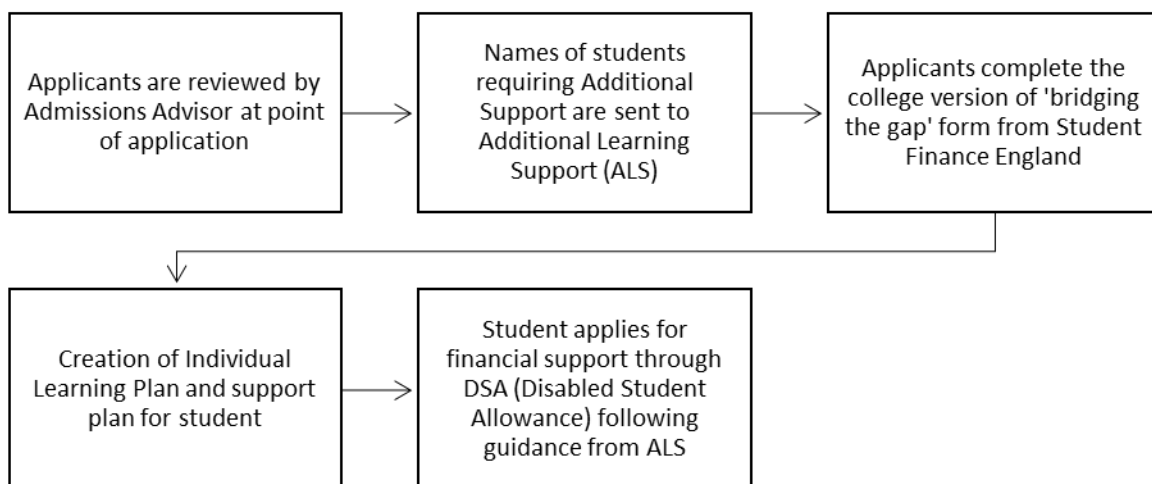 Applicants are reviewed by
Admissions Advisor at point
of application
Names of students
requiring Additional
Support are sent to
Additional Learning
Support (ALS)
Applicants complete the
college version of 'bridging
the gap' form from Student
Finance England
Creation of Individual
Learning Plan and support
plan for student
Student applies for
financial support through
DSA (Disabled Student
Allowance) following
guidance from ALS